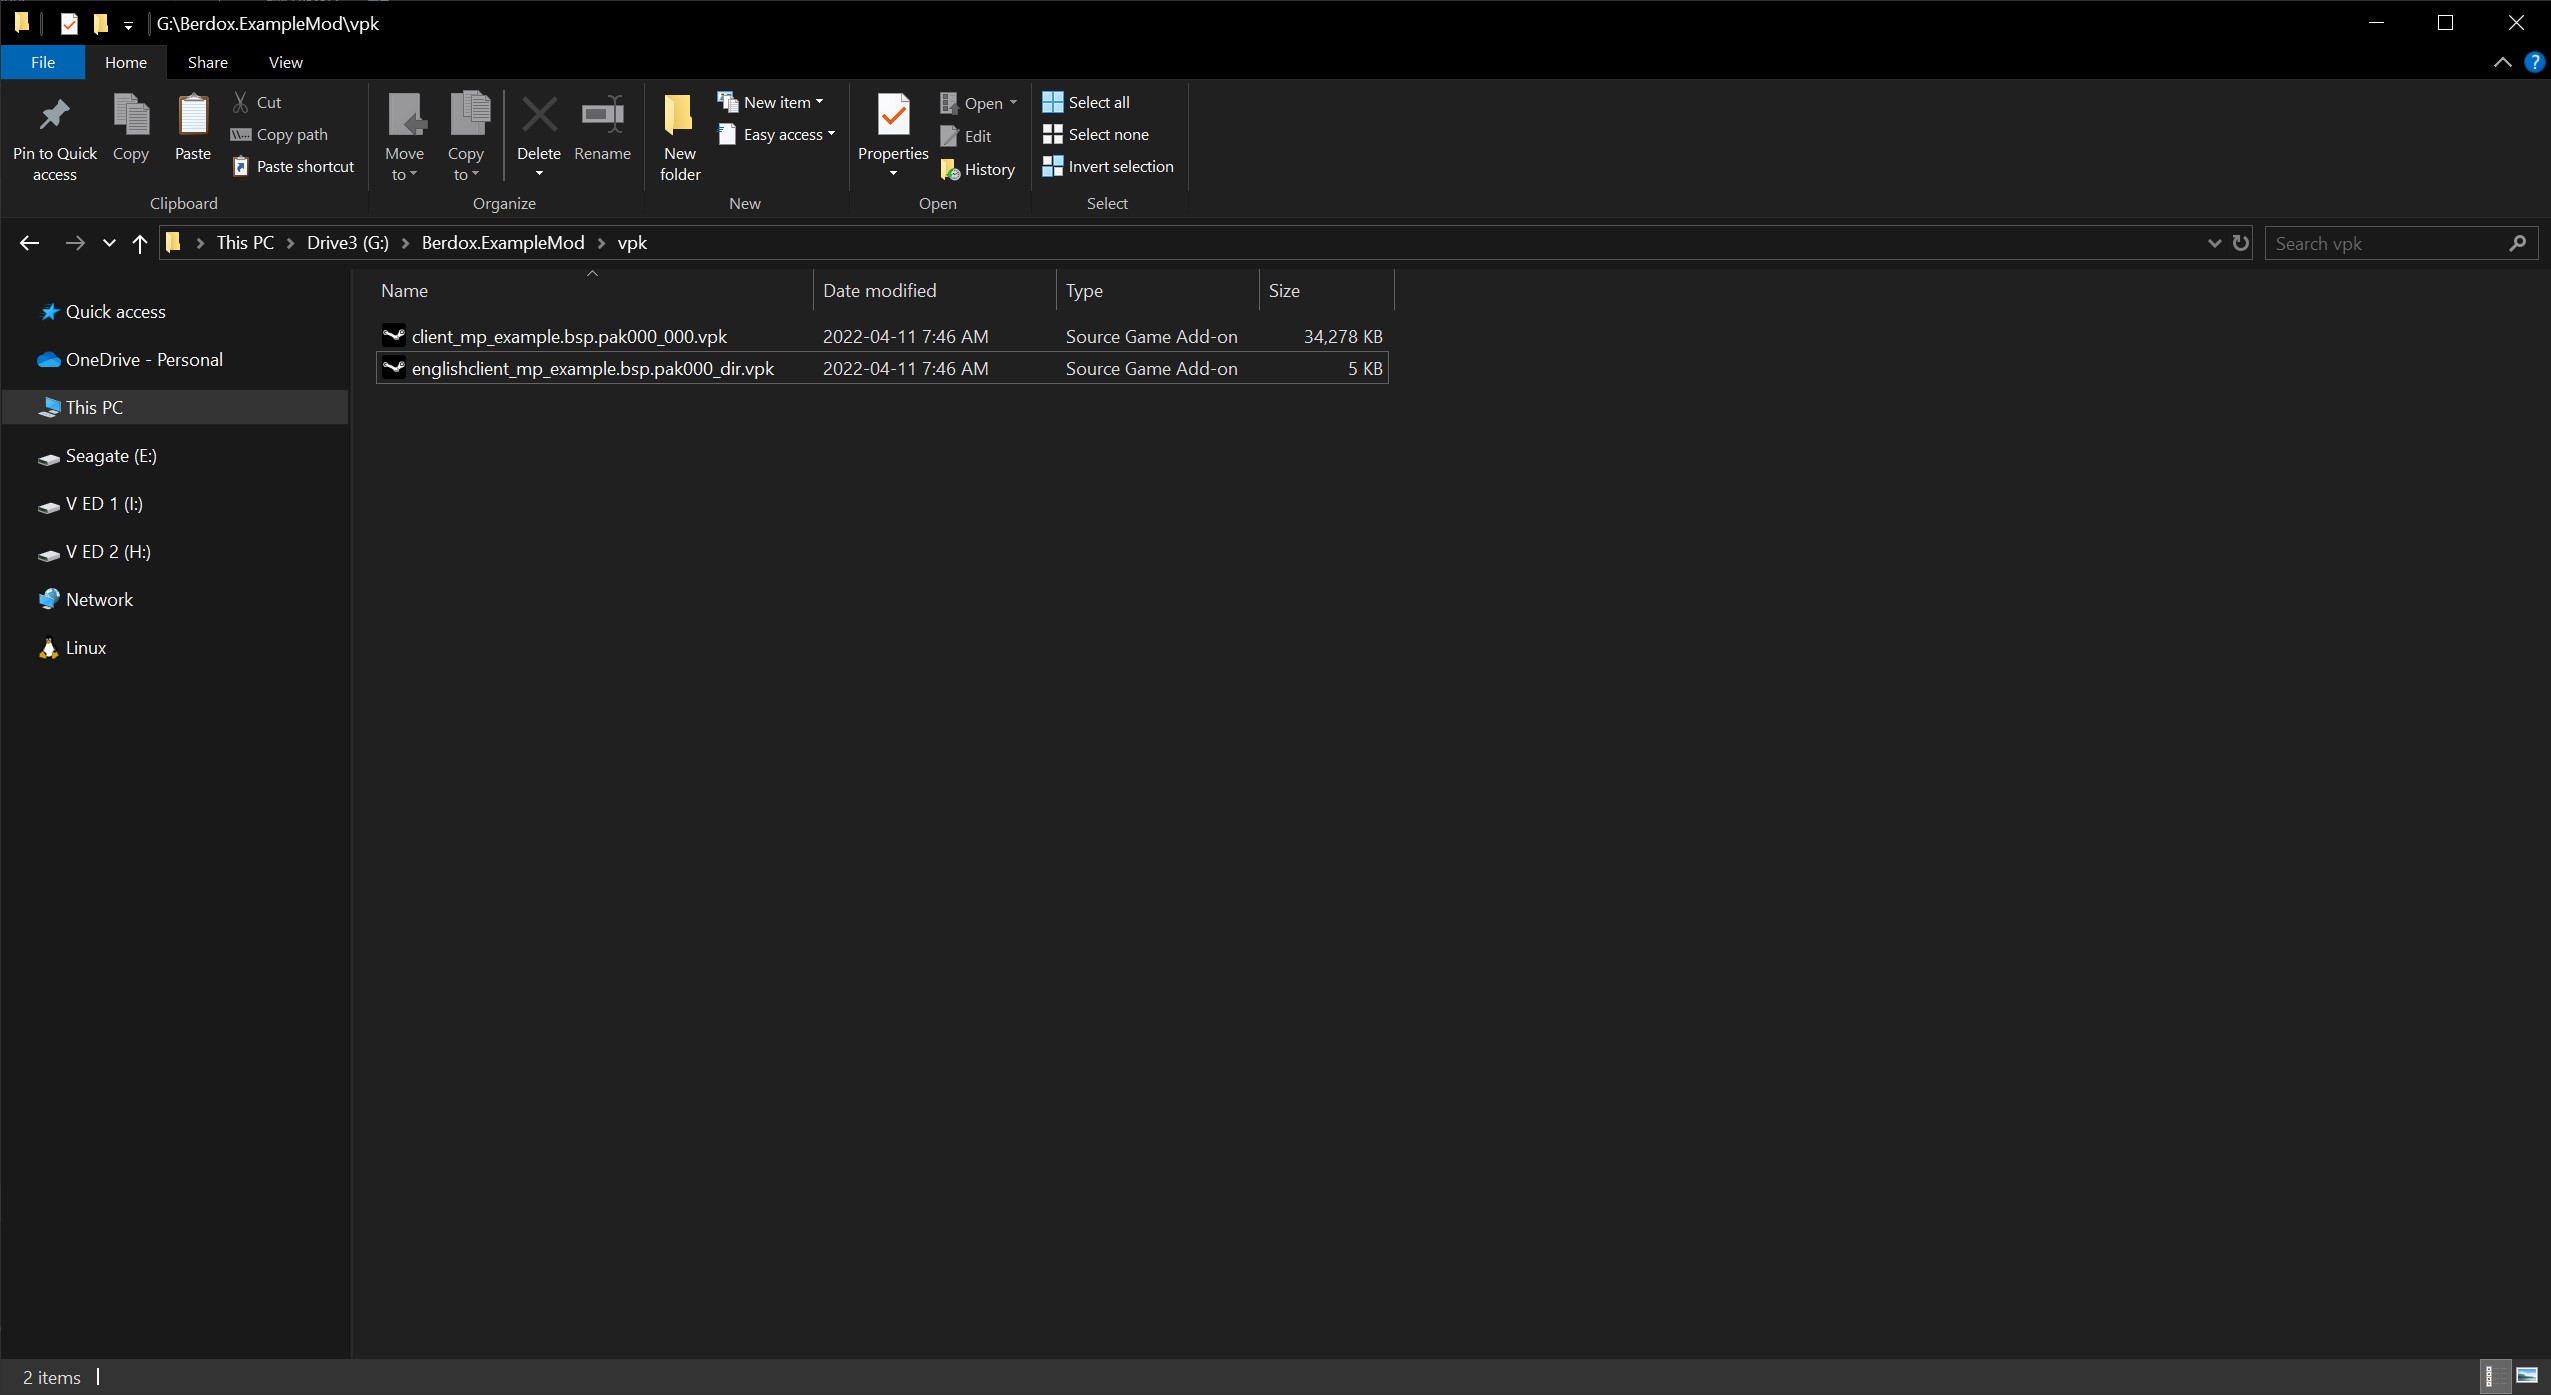 G:\Berdox.ExampleMod\vpk
File Home Share View
Pin to Quick access
Copy
Paste
Cut
Copy path
Paste shortcut
Clipboard
Move to
Copy to
Delete
Rename
Organize
New folder
New item
Easy access
New
Properties
Open
Edit
History
Open
Select all
Select none
Invert selection
Select
This PC Drive3 (G:) Berdox.ExampleMod vpk
Search vpk
Quick access
OneDrive - Personal
This PC
Seagate (E:)
V ED 1 (I:)
V ED 2 (H:)
Network
Linux
Name Date modified Type Size
client_mp_example.bsp.pak000_000.vpk 2022-04-11 7:46 AM Source Game Add-on 34,278 KB
englishclient_mp_example.bsp.pak000_dir.vpk 2022-04-11 7:46 AM Source Game Add-on 5 KB
2 items